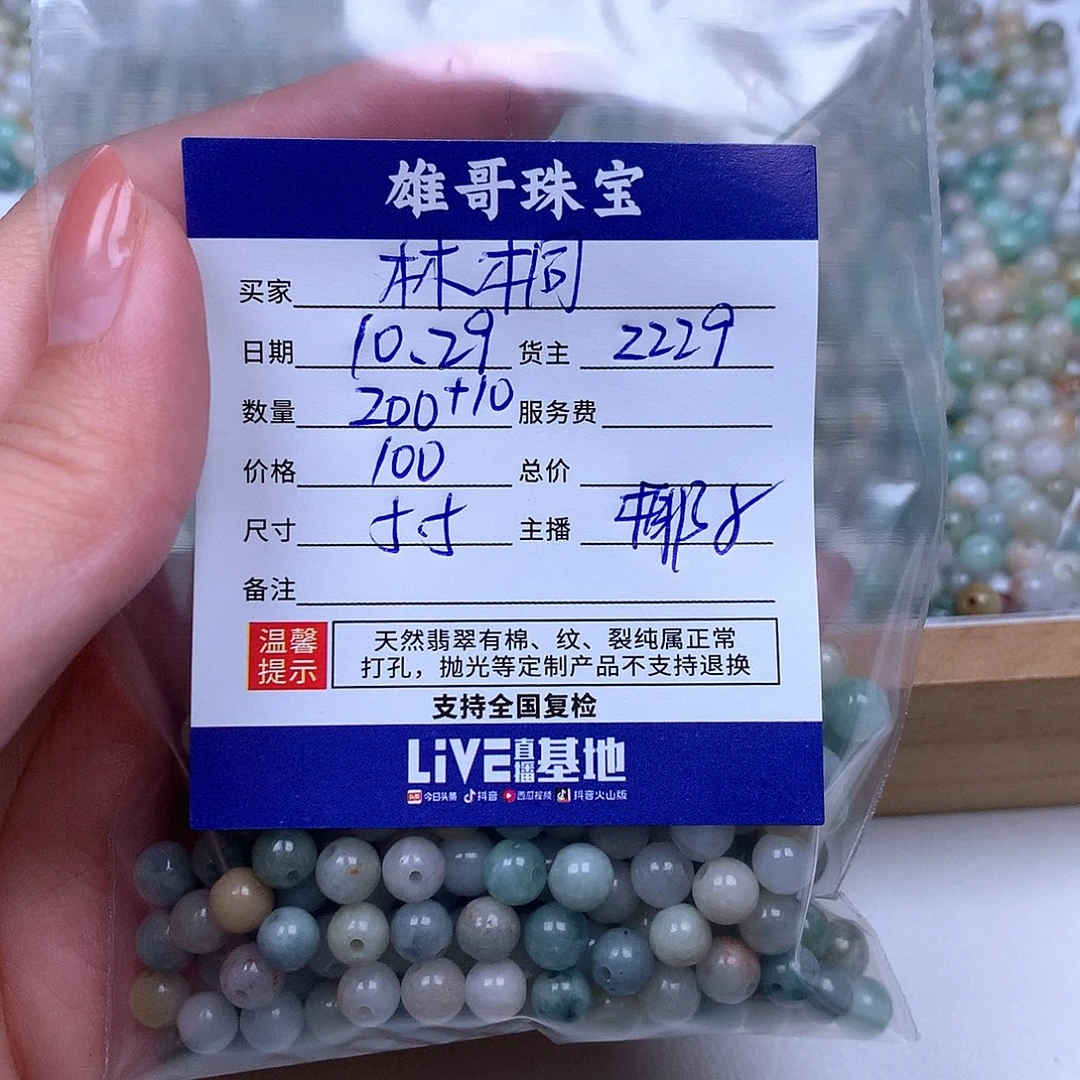 雄哥珠宝
买家 林桐
日期 10、29 货主 2229
数量 200+10 服务费
价格 100 总价
尺寸 主播 椰子
备注
温馨提示 天然翡翠有棉、纹、裂纯属正常
打孔，抛光等定制产品不支持退换
支持全国复检
LiVE直播基地
头条 今日头条 抖音 西瓜视频 抖音火山版